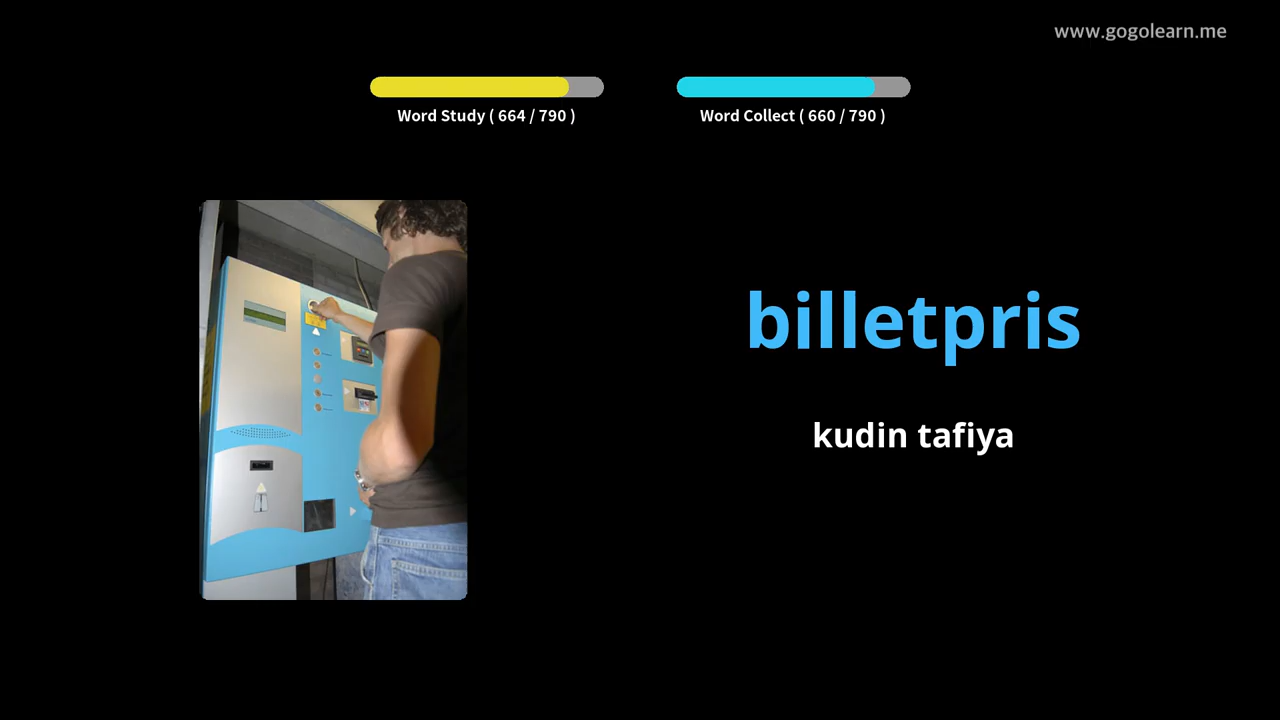 www.gogolearn.me
Word Study ( 664 / 790 )
Word Collect ( 660 / 790 )
billetpris
kudin tafiya